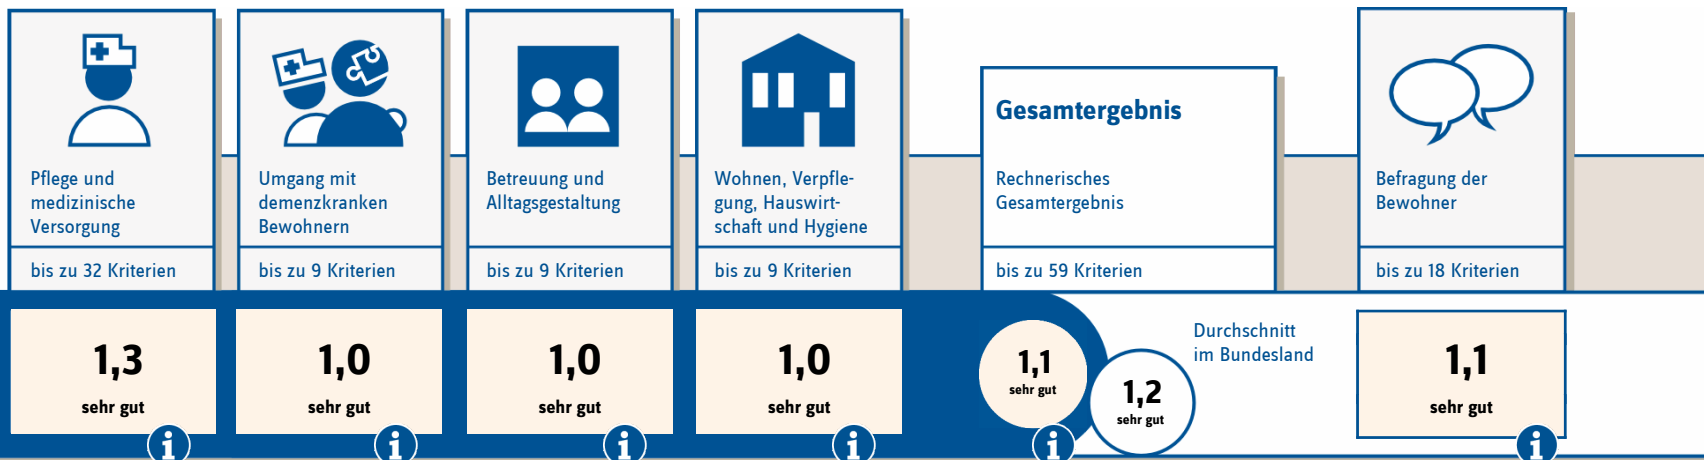 Pflege und
medizinische
Versorgung
bis zu 32 Kriterien
1,3
sehr gut
i
Umgang mit
demenzkranken
Bewohnern
bis zu 9 Kriterien
1,0
sehr gut
i
Betreuung und
Alltagsgestaltung
bis zu 9 Kriterien
1,0
sehr gut
i
Wohnen, Verpfle-
gung, Hauswirt-
schaft und Hygiene
bis zu 9 Kriterien
1,0
sehr gut
i
Gesamtergebnis
Rechnerisches
Gesamtergebnis
bis zu 59 Kriterien
1,1
sehr gut
i
Durchschnitt
im Bundesland
1,2
sehr gut
Befragung der
Bewohner
bis zu 18 Kriterien
1,1
sehr gut
i